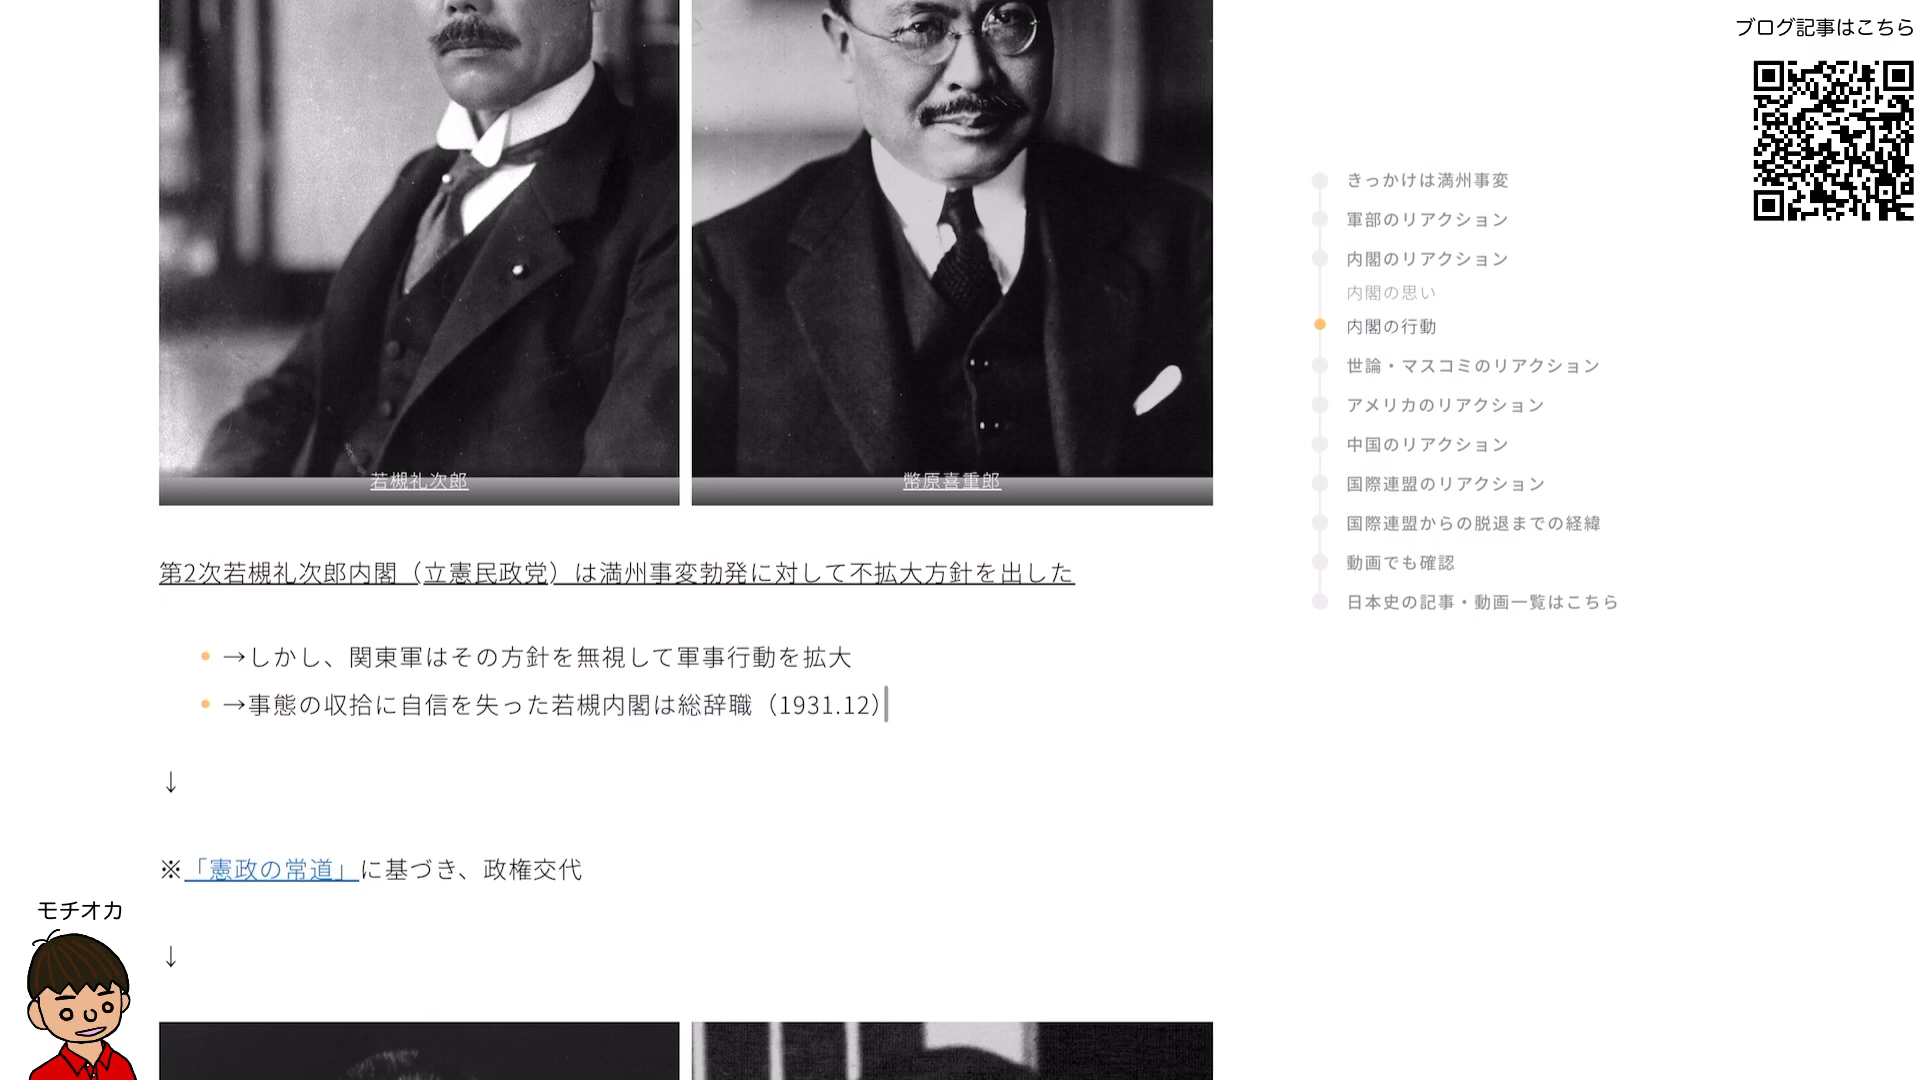 ブログ記事はこちら
若槻礼次郎
幣原喜重郎
第2次若槻礼次郎内閣（立憲民政党）は満州事変勃発に対して不拡大方針を出した
→しかし、関東軍はその方針を無視して軍事行動を拡大
→事態の収拾に自信を失った若槻内閣は総辞職（1931.12）
↓
※「憲政の常道」に基づき、政権交代
↓
モチオカ
きっかけは満州事変
軍部のリアクション
内閣のリアクション
内閣の思い
内閣の行動
世論・マスコミのリアクション
アメリカのリアクション
中国のリアクション
国際連盟のリアクション
国際連盟からの脱退までの経緯
動画でも確認
日本史の記事・動画一覧はこちら